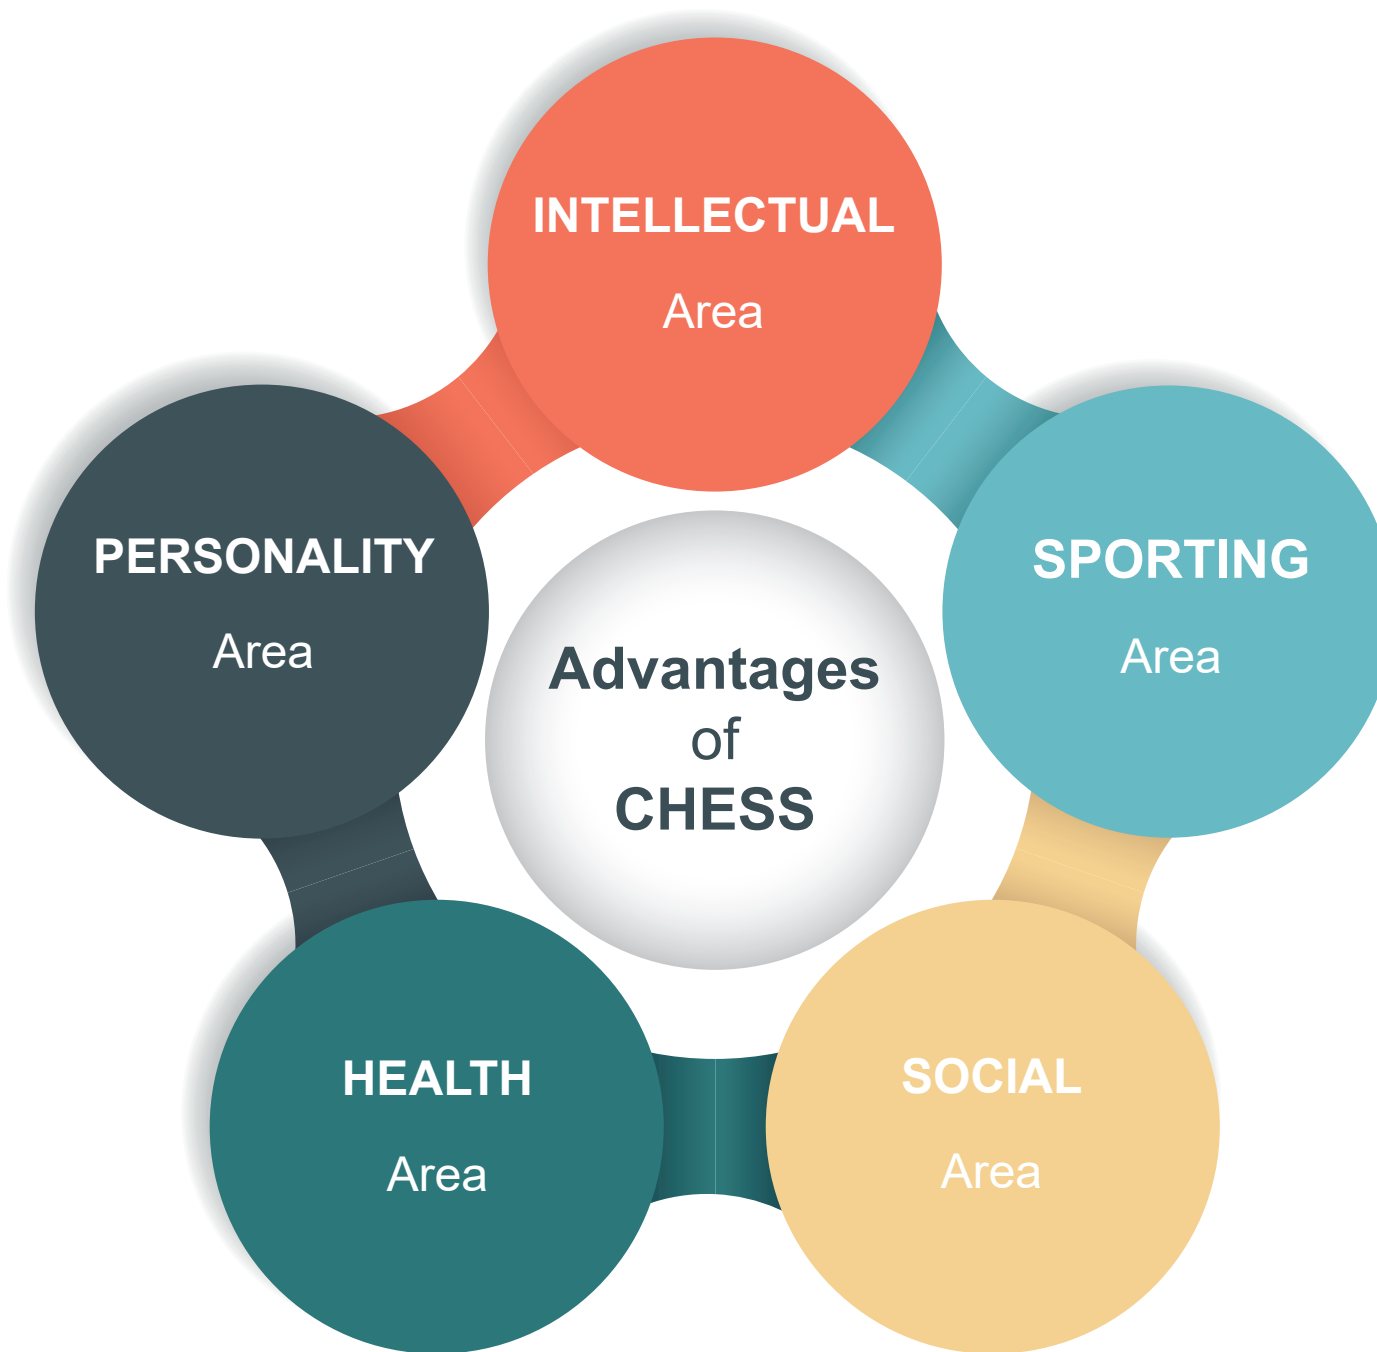 INTELLECTUAL
Area
PERSONALITY
Area
SPORTING
Area
Advantages
of
CHESS
HEALTH
Area
SOCIAL
Area